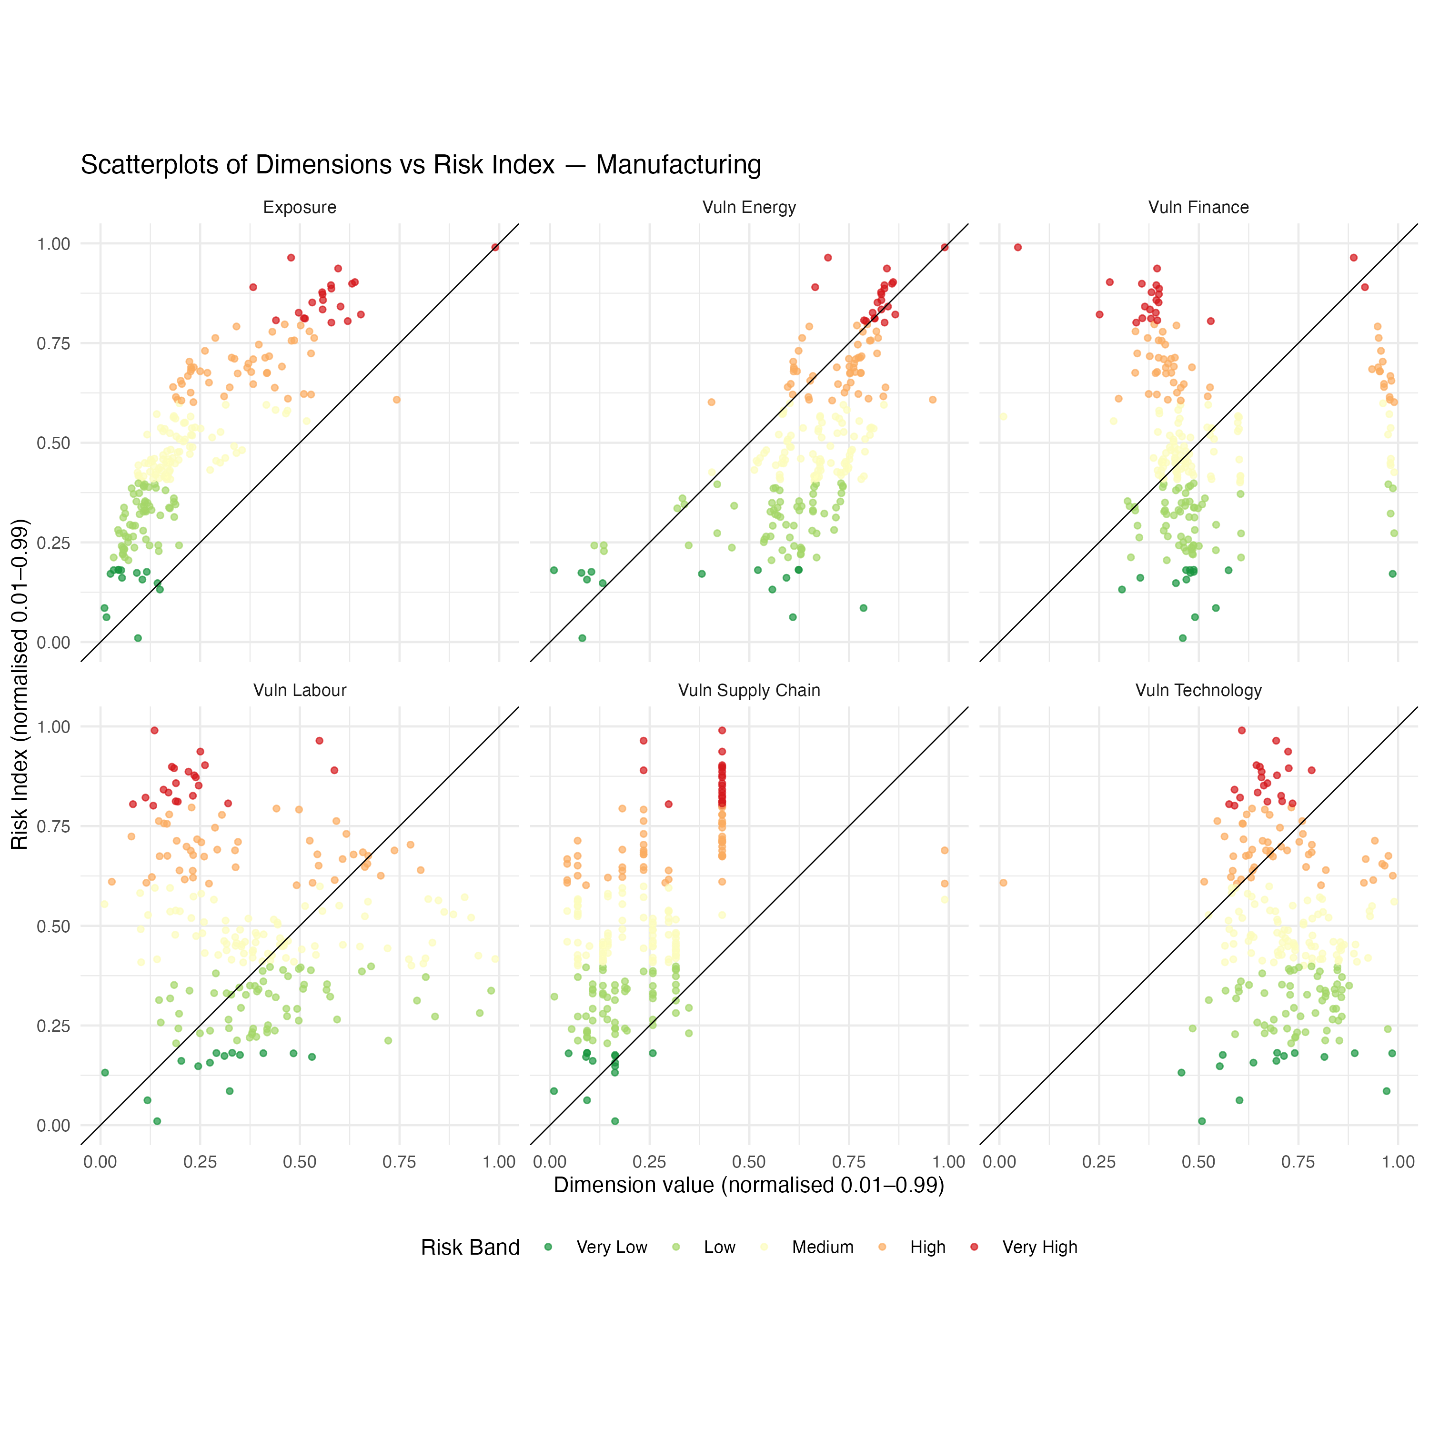 Scatterplots of Dimensions vs Risk Index — Manufacturing
Exposure
Vuln Energy
Vuln Finance
1.00
0.75
0.50
0.25
0.00
Vuln Labour
Vuln Supply Chain
Vuln Technology
1.00
0.75
0.50
0.25
0.00
Risk Index (normalised 0.01–0.99)
0.00 0.25 0.50 0.75 1.00 0.00 0.25 0.50 0.75 1.00 0.00 0.25 0.50 0.75 1.00
Dimension value (normalised 0.01–0.99)
Risk Band Very Low Low Medium High Very High